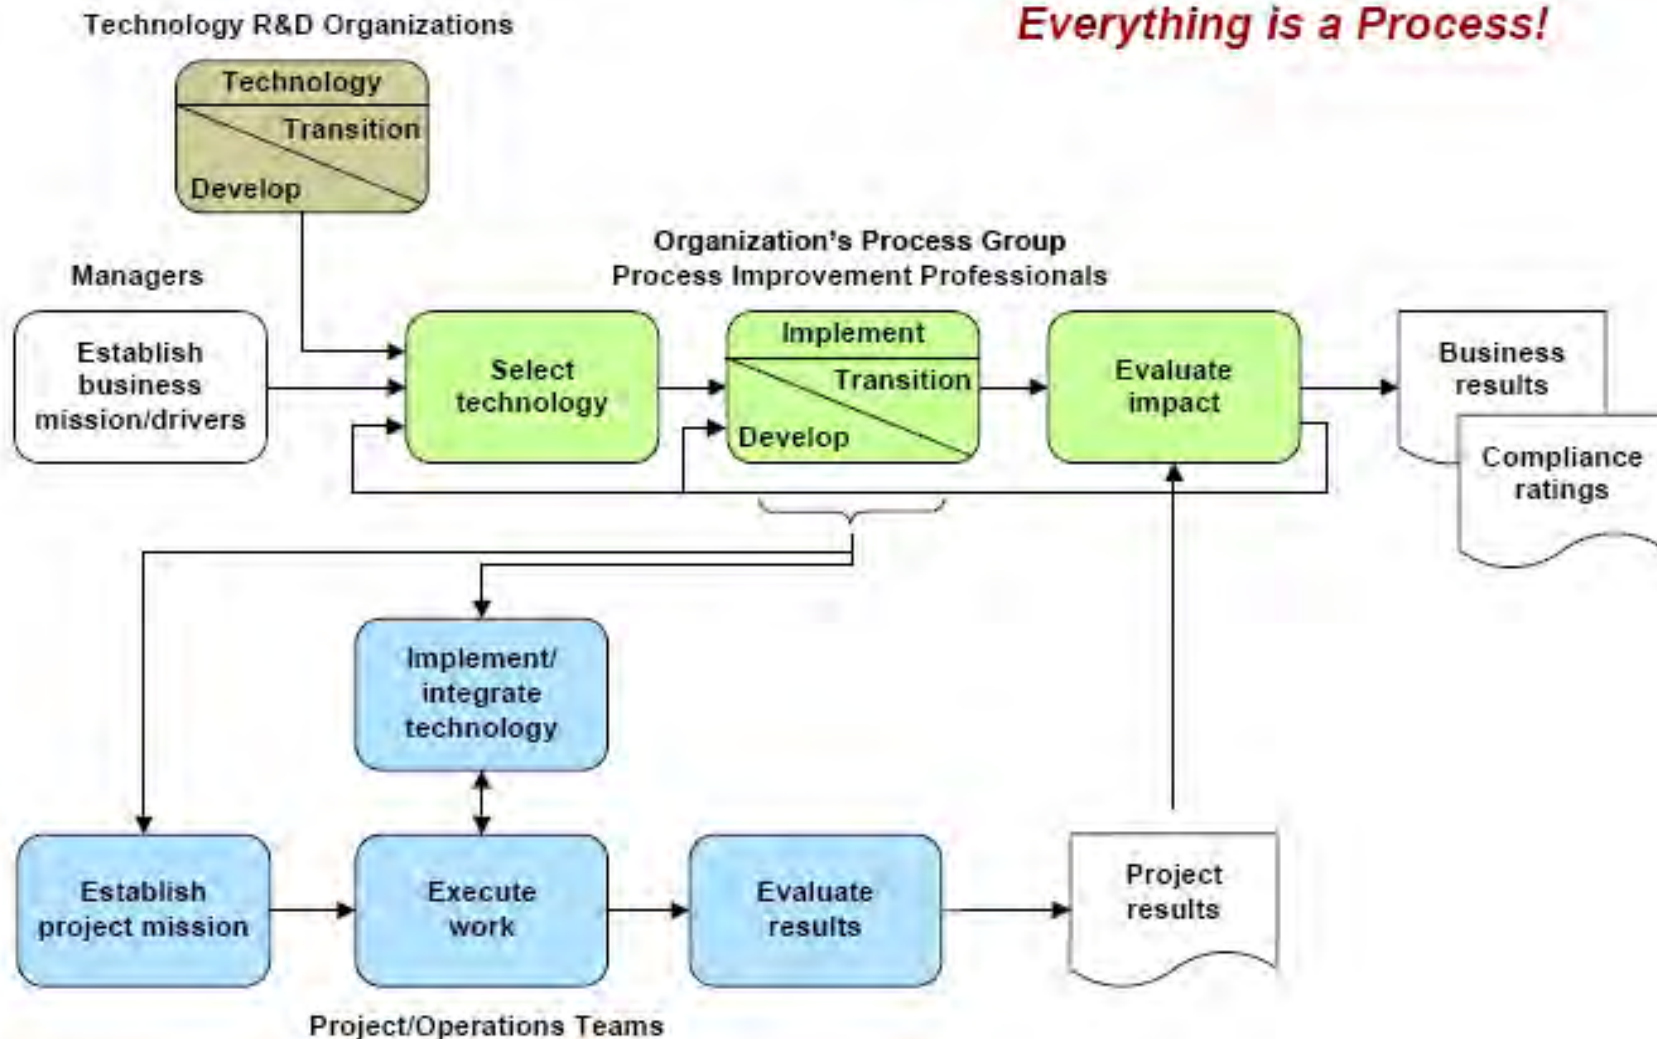 Technology R&D Organizations
Everything is a Process!
Technology
Transition
Develop
Organization's Process Group
Process Improvement Professionals
Managers
Establish
business
mission/drivers
Select
technology
Implement
Transition
Develop
Evaluate
impact
Business
results
Compliance
ratings
Implement/
integrate
technology
Establish
project mission
Execute
work
Evaluate
results
Project
results
Project/Operations Teams